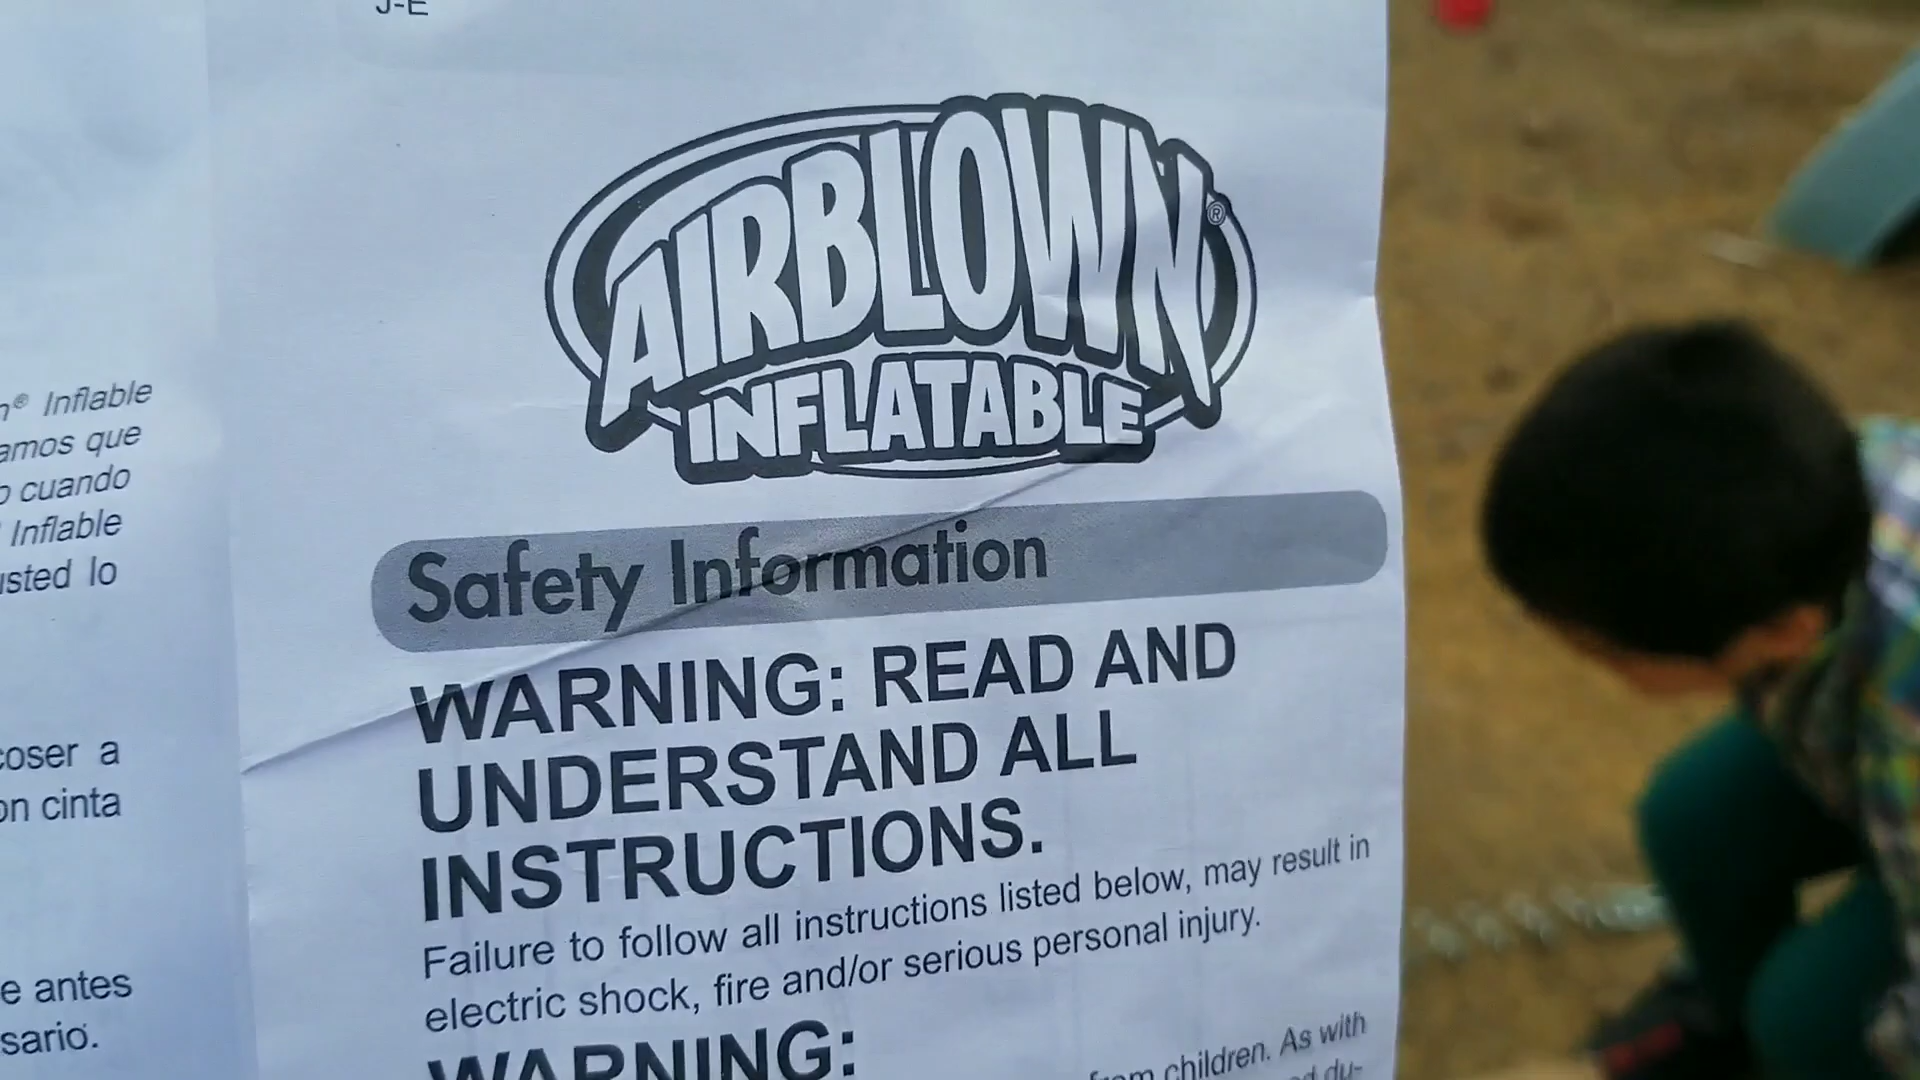 J-E
® Inflable
amos que
o cuando
Inflable
usted lo
coser a
on cinta
e antes
sario.
AIRBLOWN®
INFLATABLE
Safety Information
WARNING: READ AND
UNDERSTAND ALL
INSTRUCTIONS.
Failure to follow all instructions listed below, may result in
electric shock, fire and/or serious personal injury.
WARNING:
from children. As with
du-